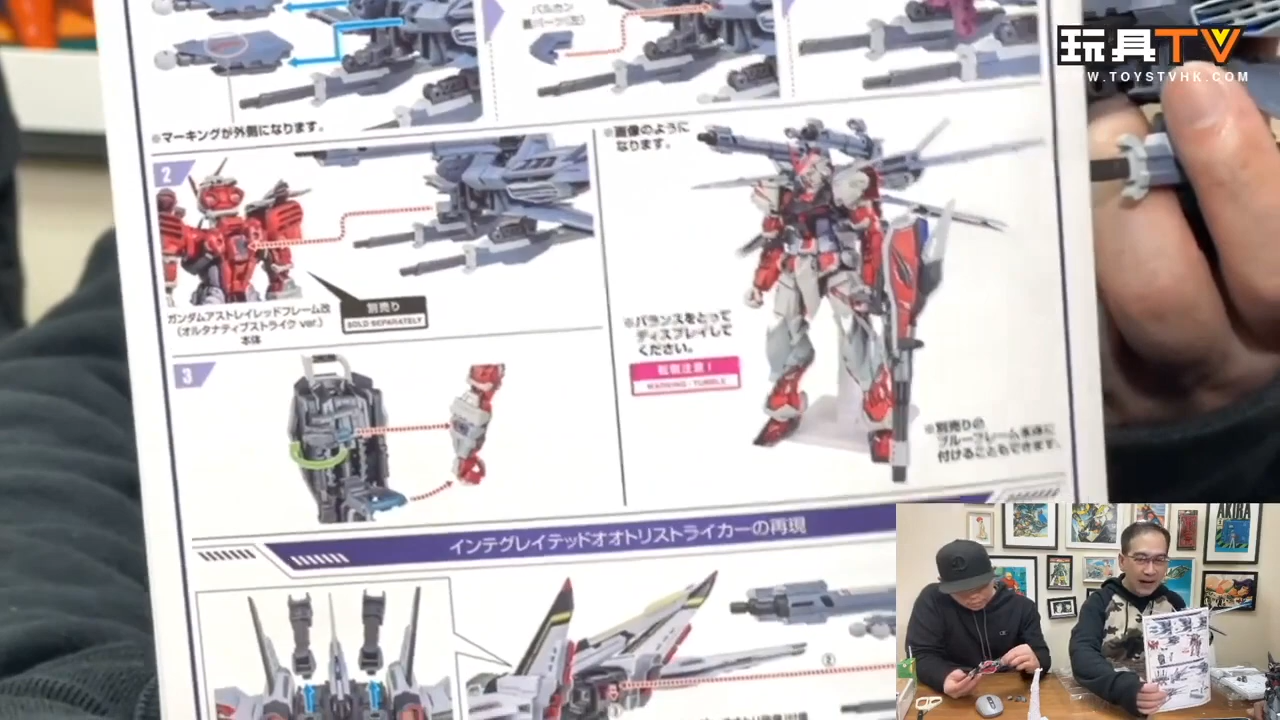 玩具TV
WWW.TOYSTVHK.COM
バルカン
※マーキングが外側になります。
※画像のように
なります。
2
ガンダムアストレイレッドフレーム改
(オルタナティブストライク ver.)
本体
別売り
SOLD SEPARATELY
※バランスをとって
ディスプレイして
ください。
転倒注意!
WARNING : TUMBLE
3
※別売りの
ブルーフレーム本体に
付けることもできます。
インテグレイテッドオオトリストライカーの再現
①
②
AKIRA